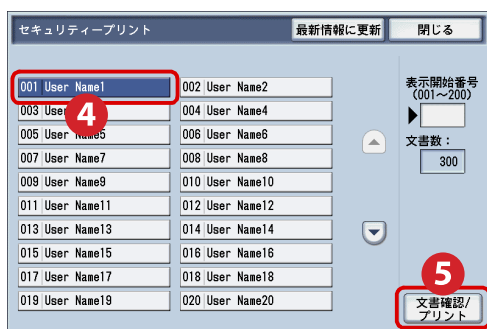 セキュリティープリント 最新情報に更新 閉じる
001 User Name1 002 User Name2
表示開始番号
(001～200)
003 User 004 User Name4
4
005 User Name5 006 User Name6
文書数：
007 User Name7 008 User Name8
300
009 User Name9 010 User Name10
011 User Name11 012 User Name12
013 User Name13 014 User Name14
015 User Name15 016 User Name16
017 User Name17 018 User Name18
5
019 User Name19 020 User Name20
文書確認/
プリント